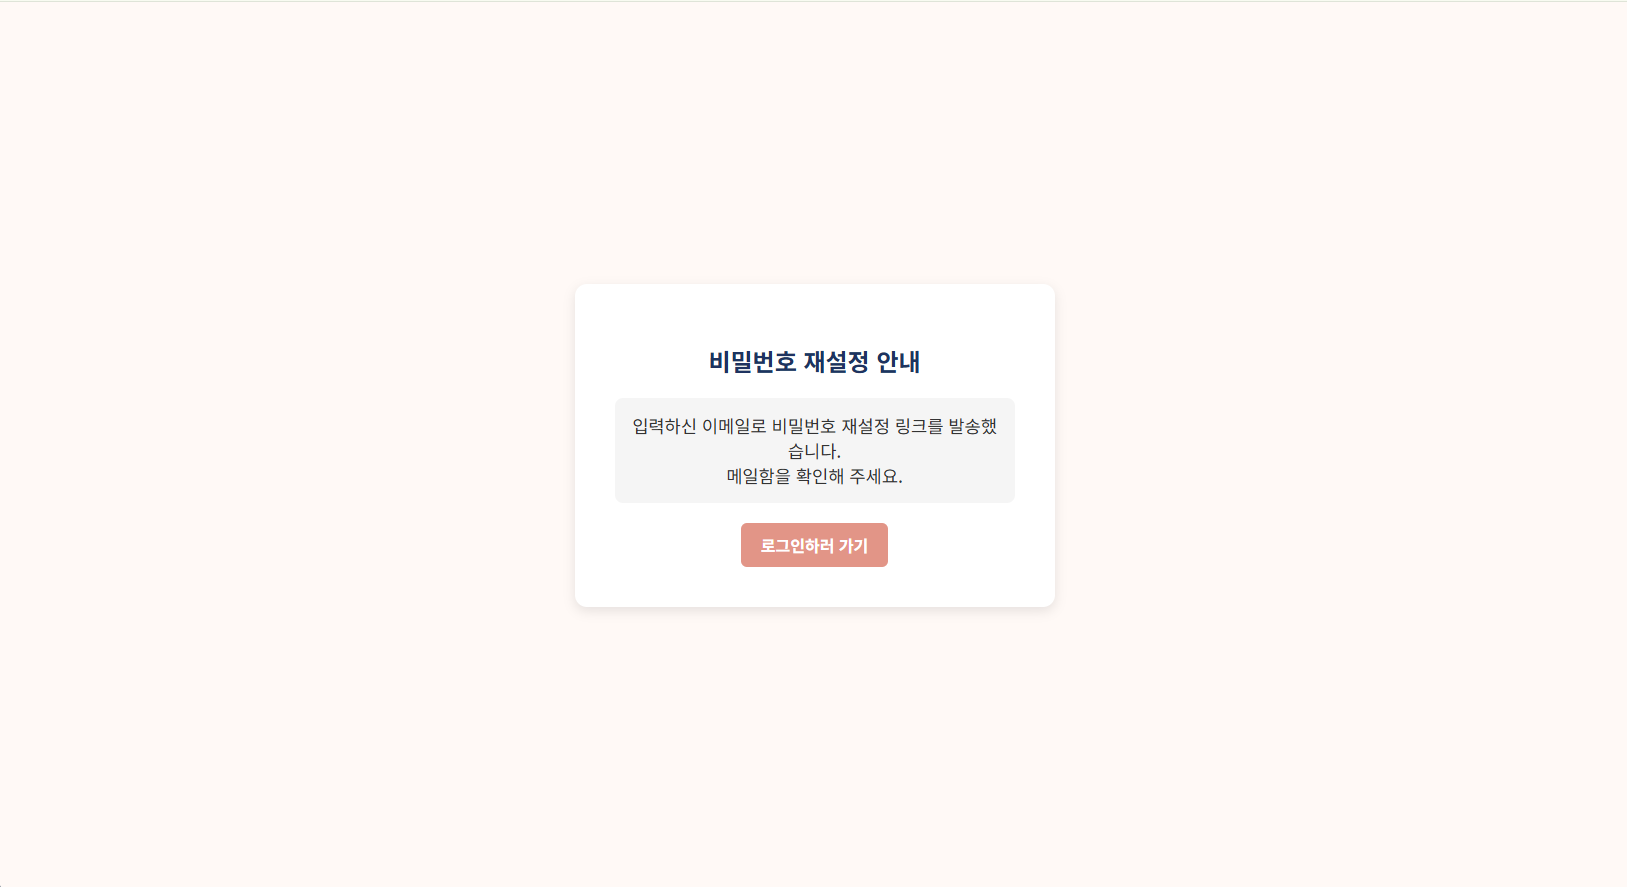 비밀번호 재설정 안내
입력하신 이메일로 비밀번호 재설정 링크를 발송했
습니다.
메일함을 확인해 주세요.
로그인하러 가기